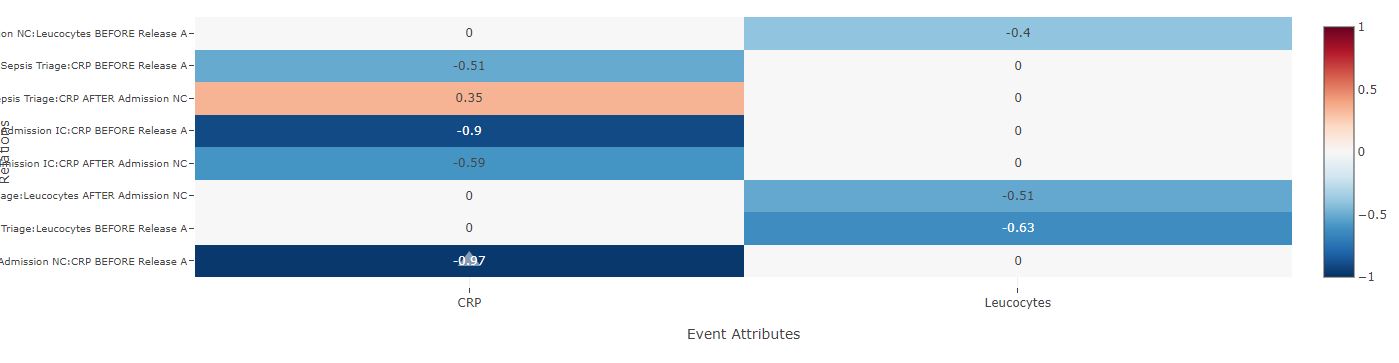 on NC:Leucocytes BEFORE Release A 0 -0.4
Sepsis Triage:CRP BEFORE Release A -0.51 0
psis Triage:CRP AFTER Admission NC 0.35 0
Admission IC:CRP BEFORE Release A -0.9 0
mission IC:CRP AFTER Admission NC -0.59 0
age:Leucocytes AFTER Admission NC 0 -0.51
Triage:Leucocytes BEFORE Release A 0 -0.63
Admission NC:CRP BEFORE Release A -0.97 0
Relations
CRP Leucocytes
Event Attributes
1
0.5
0
−0.5
−1